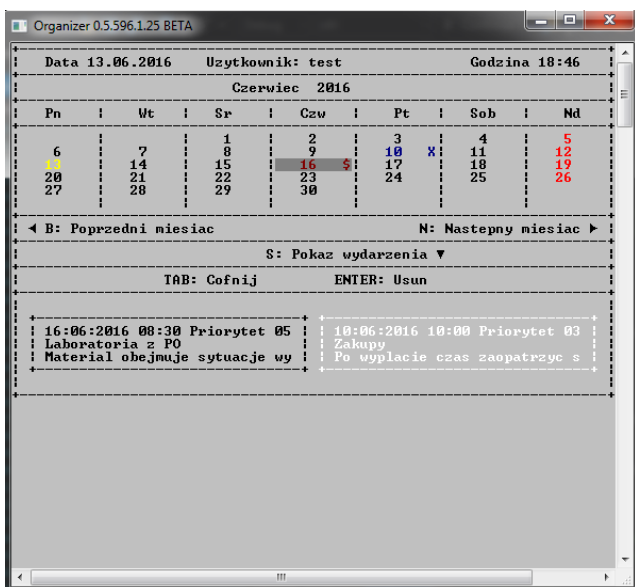 Organizer 0.5.596.1.25 BETA
Data 13.06.2016 Uzytkownik: test Godzina 18:46
Czerwiec 2016
Pn Wt Sr Czw Pt Sob Nd
1 2 3 4 5
6 7 8 9 10 X 11 12
13 14 15 16 $ 17 18 19
20 21 22 23 24 25 26
27 28 29 30
◄ B: Poprzedni miesiac N: Nastepny miesiac ►
S: Pokaz wydarzenia ▼
TAB: Cofnij ENTER: Usun
16:06:2016 08:30 Priorytet 05 10:06:2016 10:00 Priorytet 03
Laboratoria z PO Zakupy
Material obejmuje sytuacje wy Po wyplacie czas zaopatrzyc s